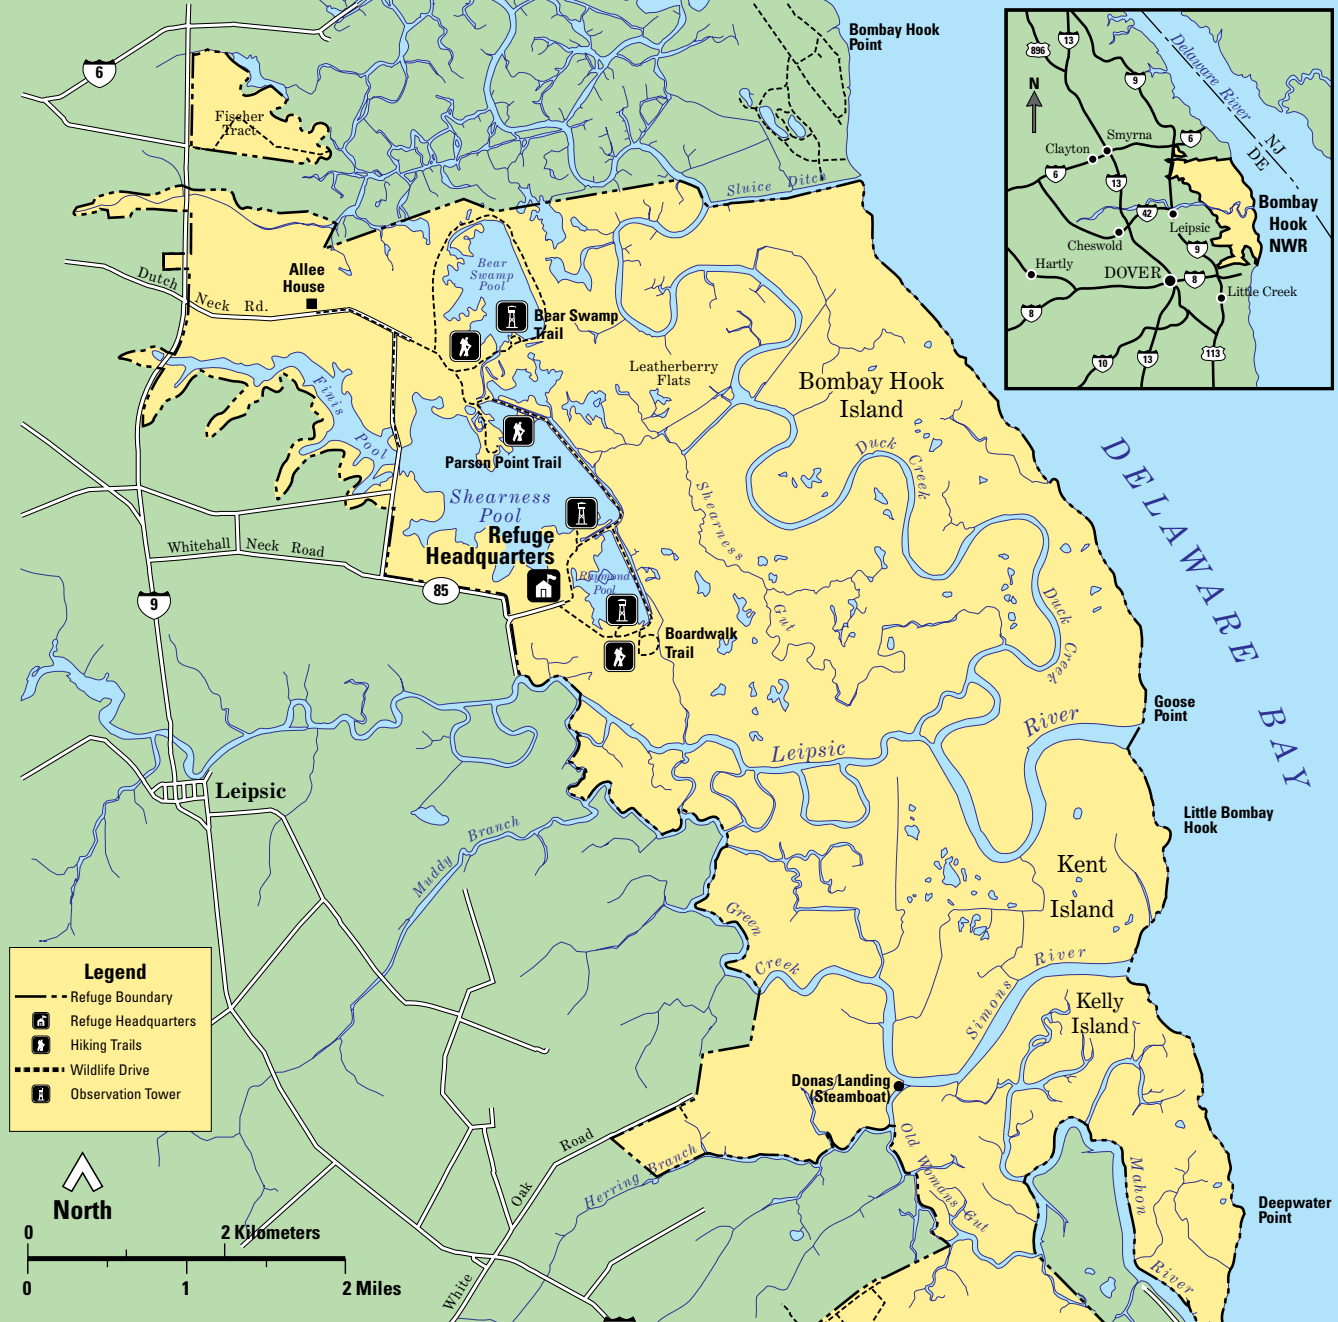 Bombay Hook
Point
6
Fischer
Tract
Sluice Ditch
Dutch
Neck Rd.
Allee
House
Bear
Swamp
Pool
Bear Swamp
Trail
Leatherberry
Flats
Bombay Hook
Island
Finis
Pool
Parson Point Trail
Shearness
Pool
Refuge
Headquarters
Raymond
Pool
Boardwalk
Trail
Whitehall Neck Road
85
9
Shearness
Gut
Duck
Creek
Duck
Creek
DELAWARE
BAY
Leipsic
River
Goose
Point
Little Bombay
Hook
Leipsic
Muddy Branch
Kent
Island
Green
Creek
Simons
River
Kelly
Island
Donas Landing
(Steamboat)
Old Womans Gut
Mahon
River
Deepwater
Point
Herring Branch
White
Oak
Road
Legend
Refuge Boundary
Refuge Headquarters
Hiking Trails
Wildlife Drive
Observation Tower
North
0
2 Kilometers
0
1
2 Miles
896
13
9
Delaware River
N
NJ
DE
Smyrna
Clayton
6
6
13
42
Leipsic
Cheswold
9
Bombay
Hook
NWR
Hartly
DOVER
8
Little Creek
8
10
13
113